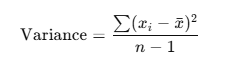 Variance = ∑(xᵢ − x̄)² / n − 1